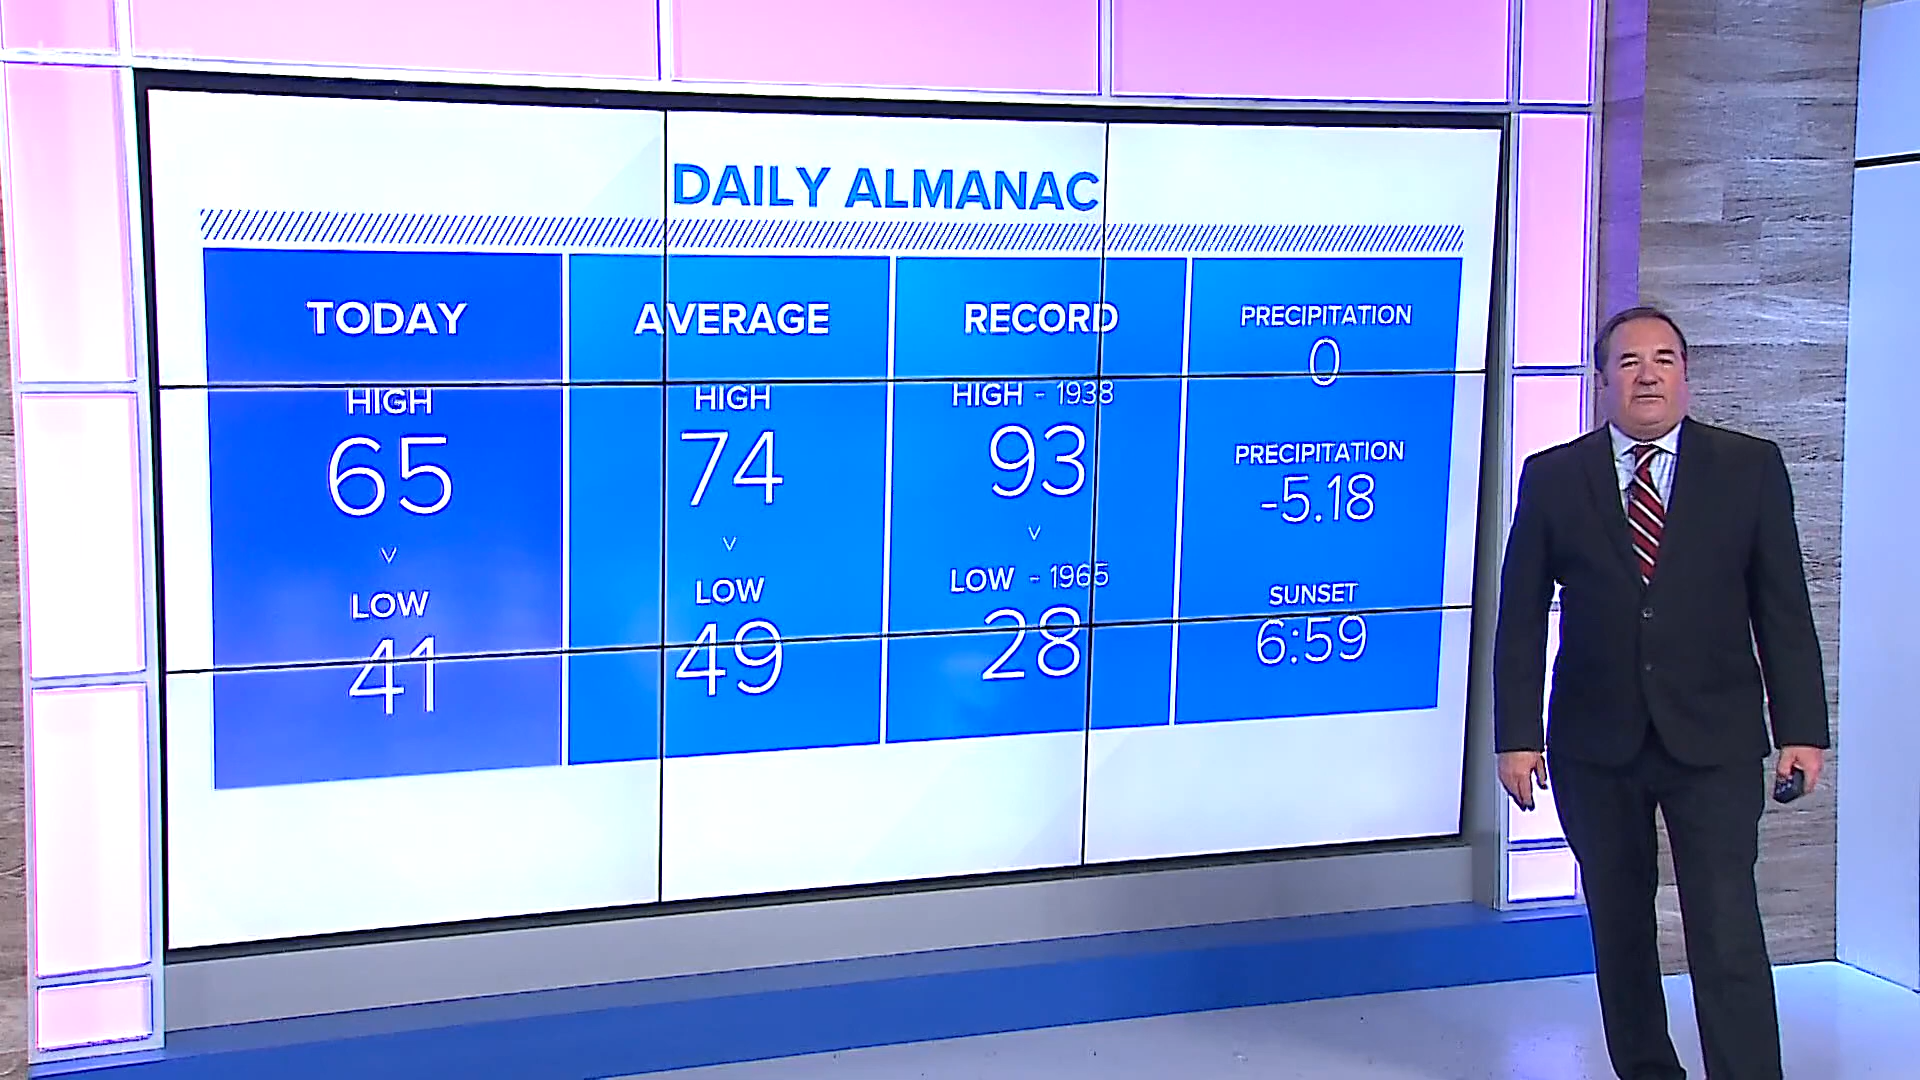 DAILY ALMANAC
TODAY
HIGH
65
LOW
41
AVERAGE
HIGH
74
LOW
49
RECORD
HIGH - 1938
93
LOW - 1965
28
PRECIPITATION
0
PRECIPITATION
-5.18
SUNSET
6:59